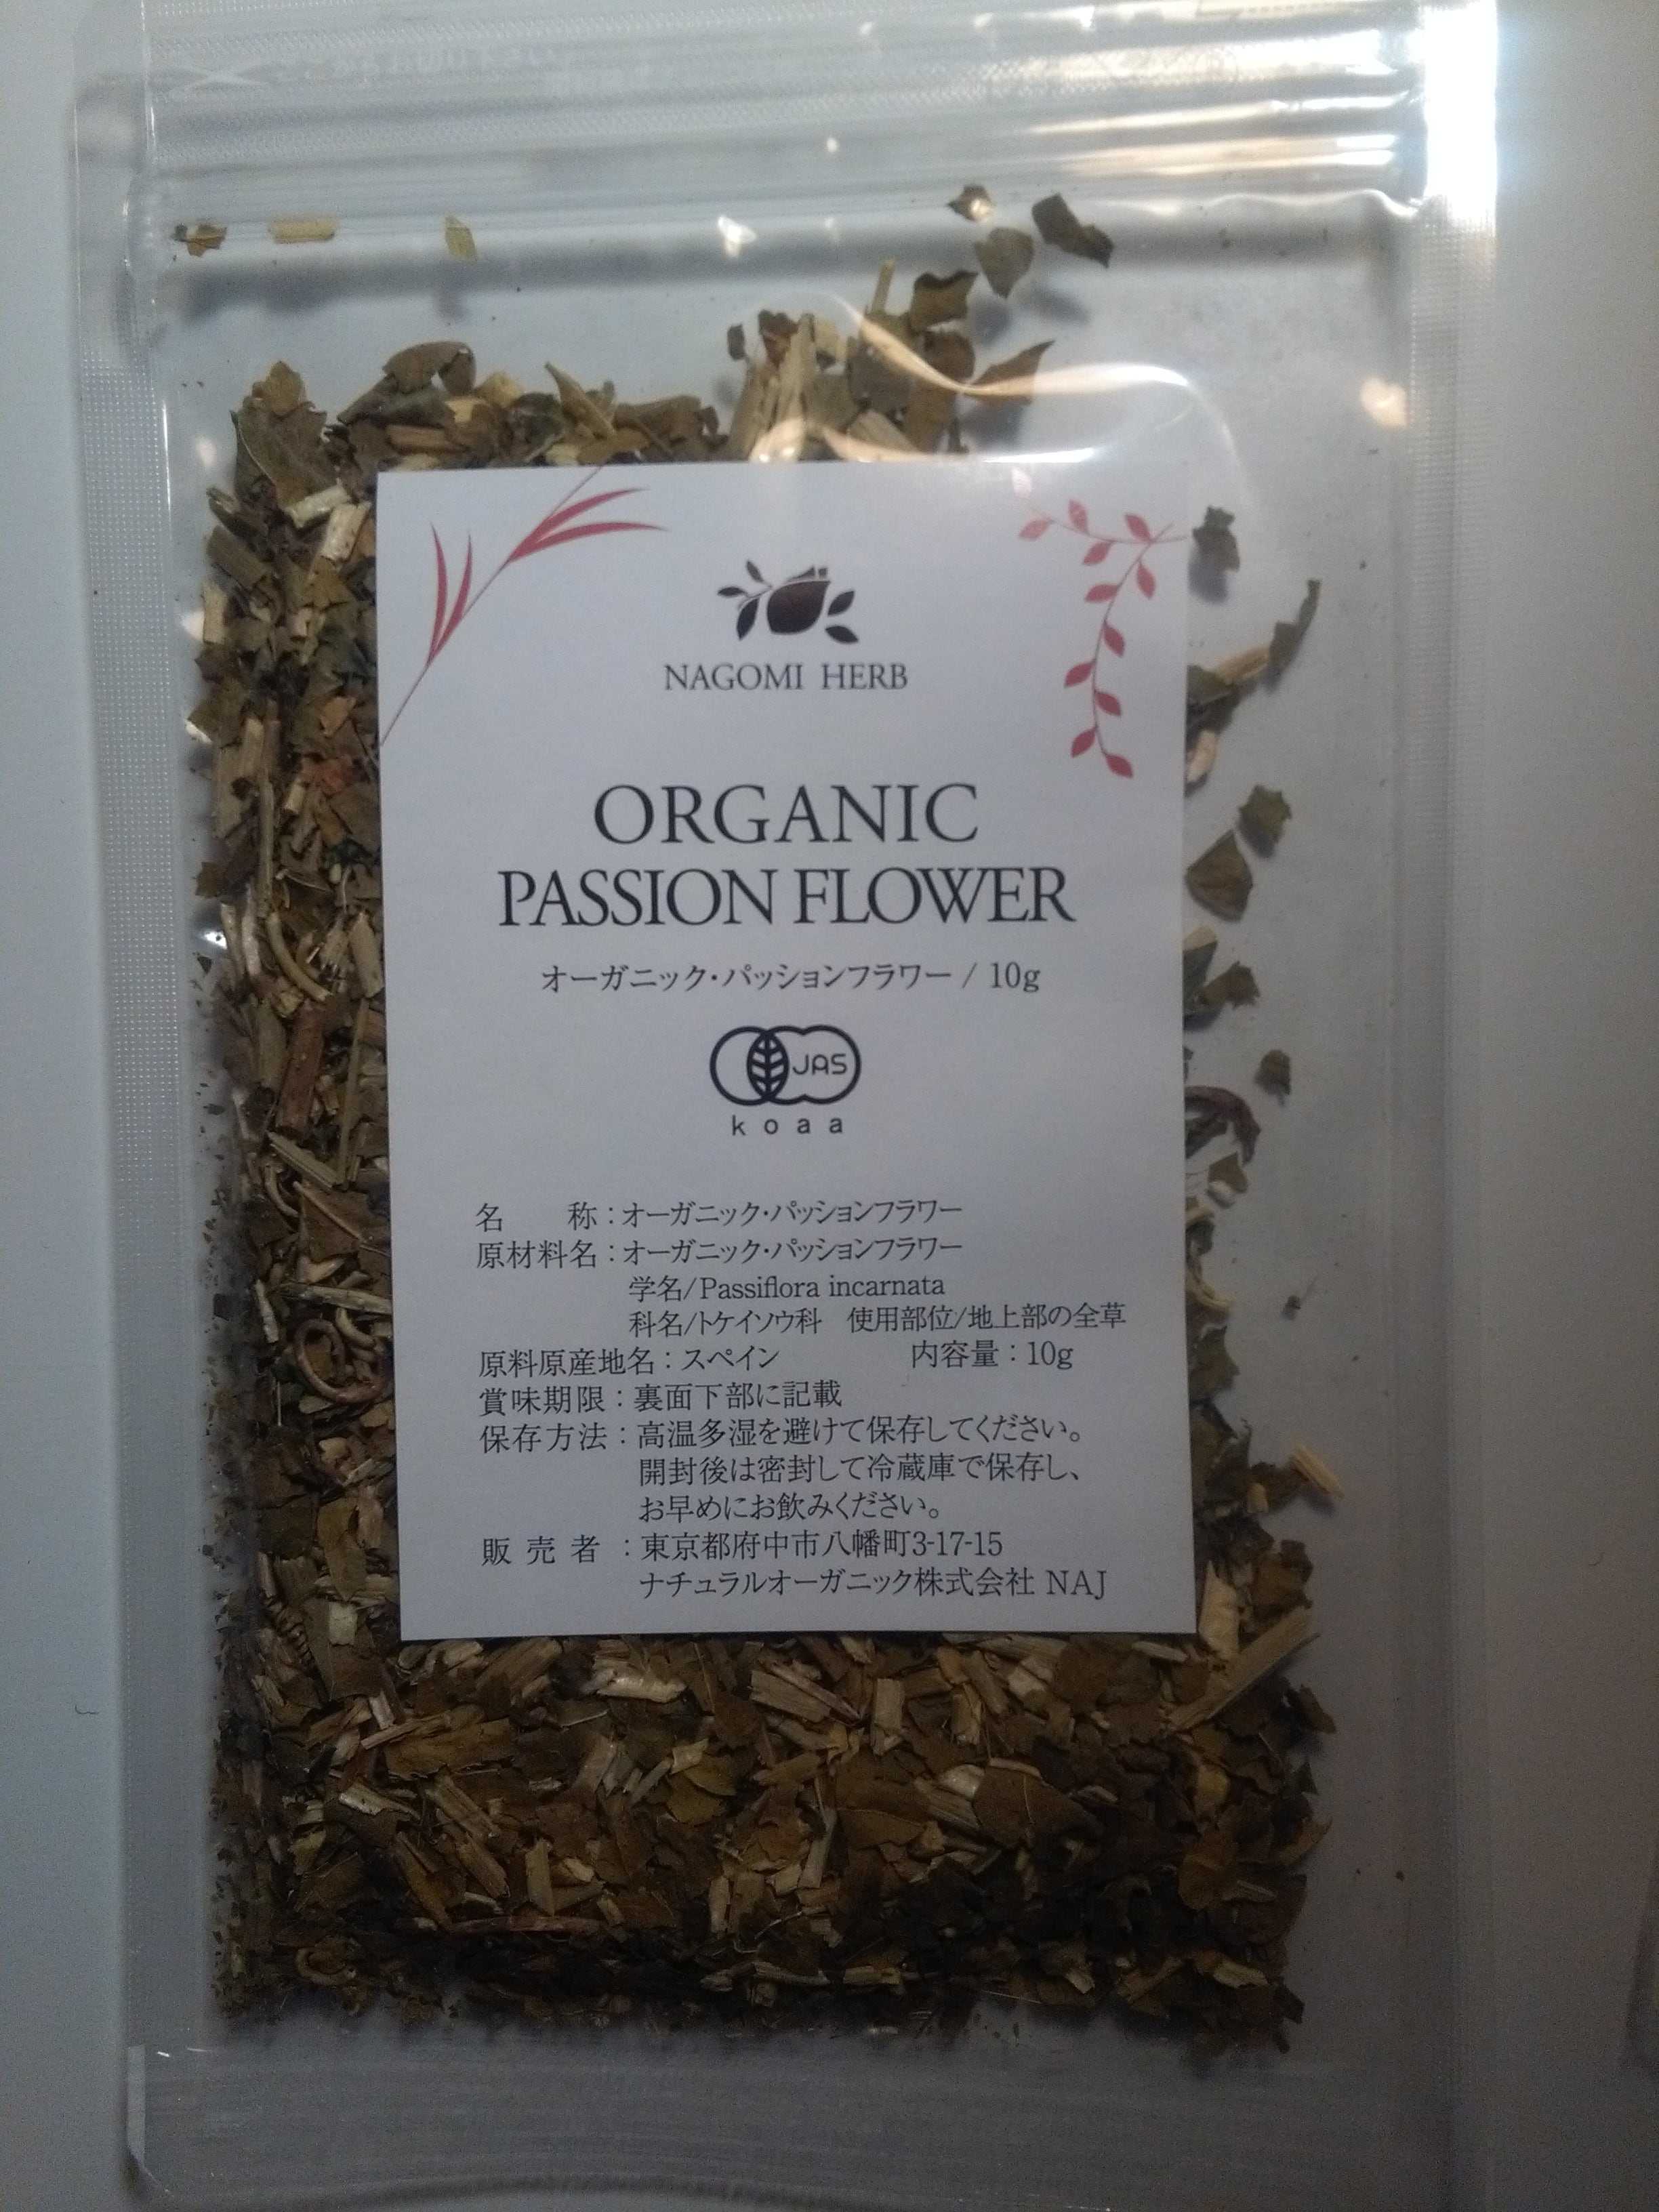 NAGOMI HERB
ORGANIC
PASSION FLOWER
オーガニック・パッションフラワー / 10g
JAS
koaa
名　　称：オーガニック・パッションフラワー
原材料名：オーガニック・パッションフラワー
学名/Passiflora incarnata
科名/トケイソウ科　使用部位/地上部の全草
原料原産地名：スペイン　　内容量：10g
賞味期限：裏面下部に記載
保存方法：高温多湿を避けて保存してください。
開封後は密封して冷蔵庫で保存し、
お早めにお飲みください。
販売者：東京都府中市八幡町3-17-15
ナチュラルオーガニック株式会社 NAJ